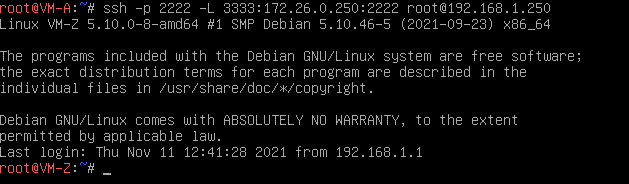 root@VM-A:~# ssh -p 2222 -L 3333:172.26.0.250:2222 root@192.168.1.250
Linux VM-Z 5.10.0-8-amd64 #1 SMP Debian 5.10.46-5 (2021-09-23) x86_64

The programs included with the Debian GNU/Linux system are free software;
the exact distribution terms for each program are described in the
individual files in /usr/share/doc/*/copyright.

Debian GNU/Linux comes with ABSOLUTELY NO WARRANTY, to the extent
permitted by applicable law.
Last login: Thu Nov 11 12:41:28 2021 from 192.168.1.1
root@VM-Z:~# _